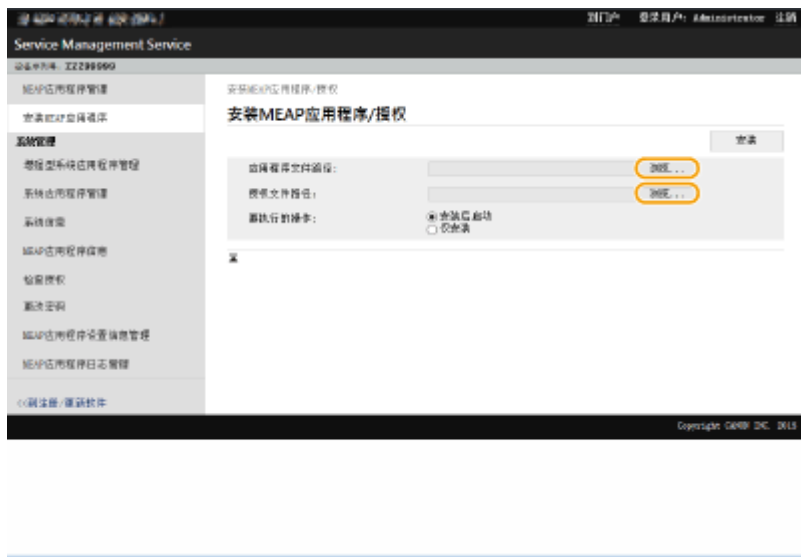 到门户 登录用户: Administrator 注销
Service Management Service
设备序列号: ZZZ99999
MEAP应用程序管理
安装MEAP应用程序
系统管理
增强型系统应用程序管理
系统应用程序管理
系统信息
MEAP应用程序信息
检查授权
更改密码
MEAP应用程序设置信息管理
MEAP应用程序日志管理
<<到注册/更新软件
安装MEAP应用程序/授权
安装MEAP应用程序/授权
安装
应用程序文件路径:
浏览...
授权文件路径:
浏览...
要执行的操作:
安装后启动
仅安装
Copyright CANON INC. 2013